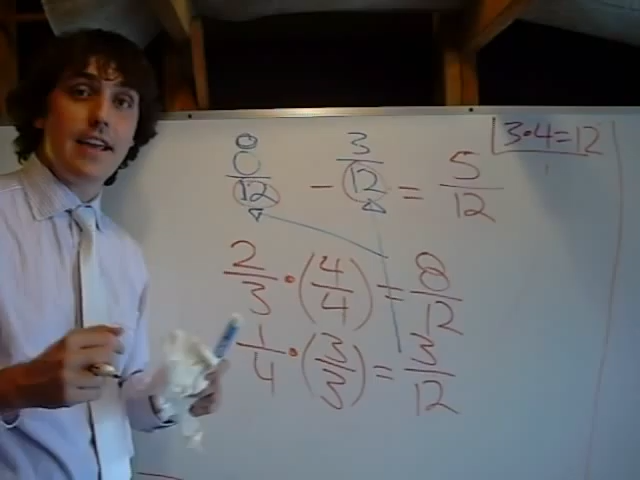 3•4=12
8/12 - 3/12 = 5/12
2/3 • (4/4) = 8/12
1/4 • (3/3) = 3/12